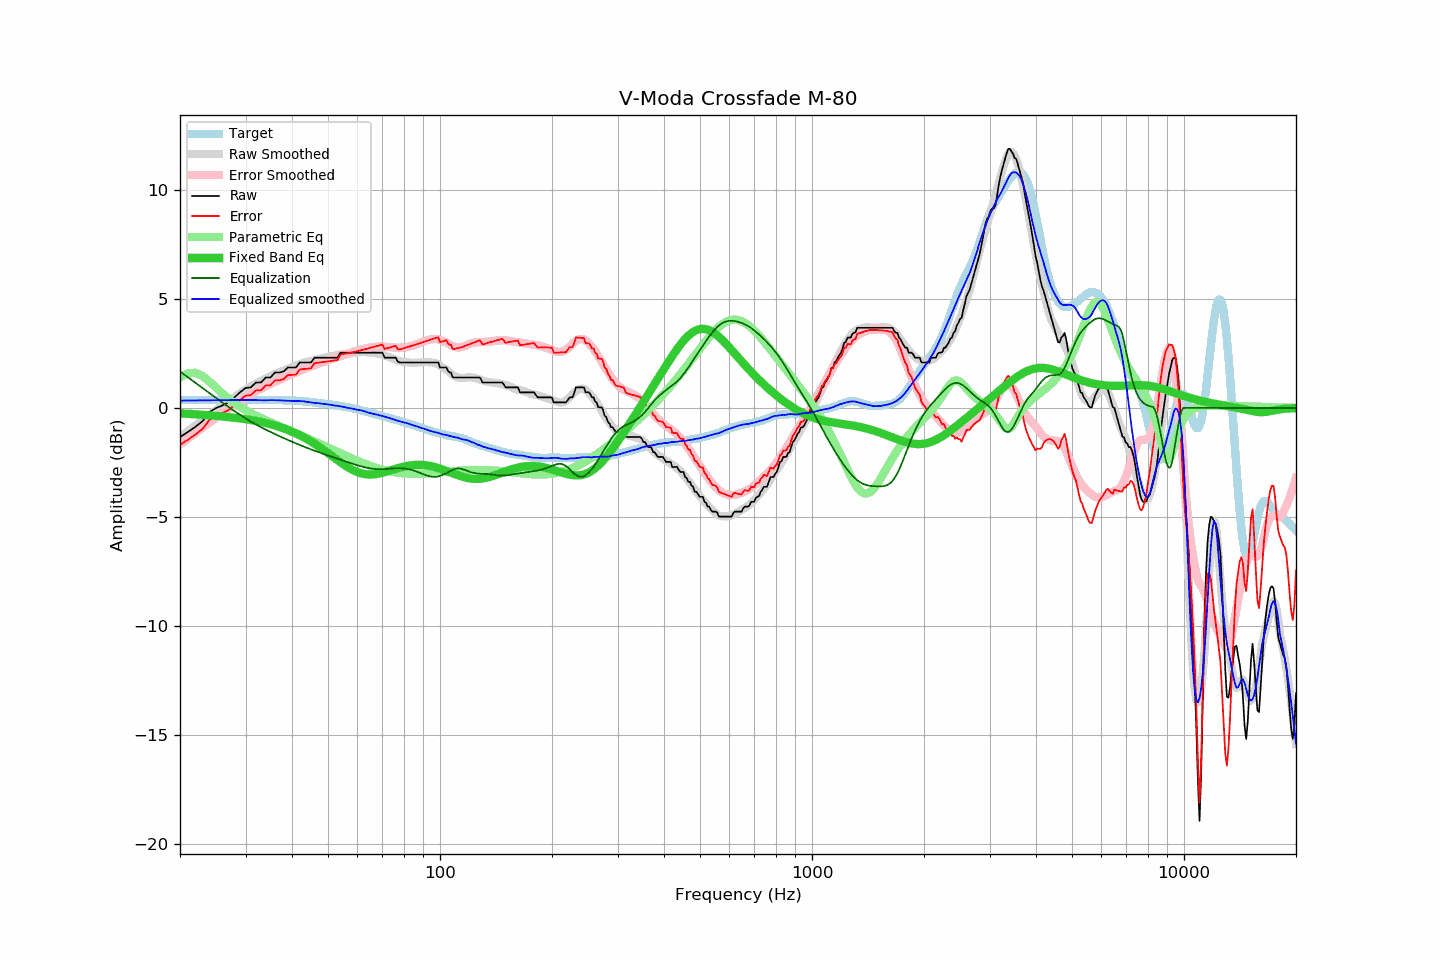 V-Moda Crossfade M-80
Target
Raw Smoothed
Error Smoothed
Raw
Error
Parametric Eq
Fixed Band Eq
Equalization
Equalized smoothed
10
5
0
−5
−10
−15
−20
Amplitude (dBr)
100
1000
10000
Frequency (Hz)